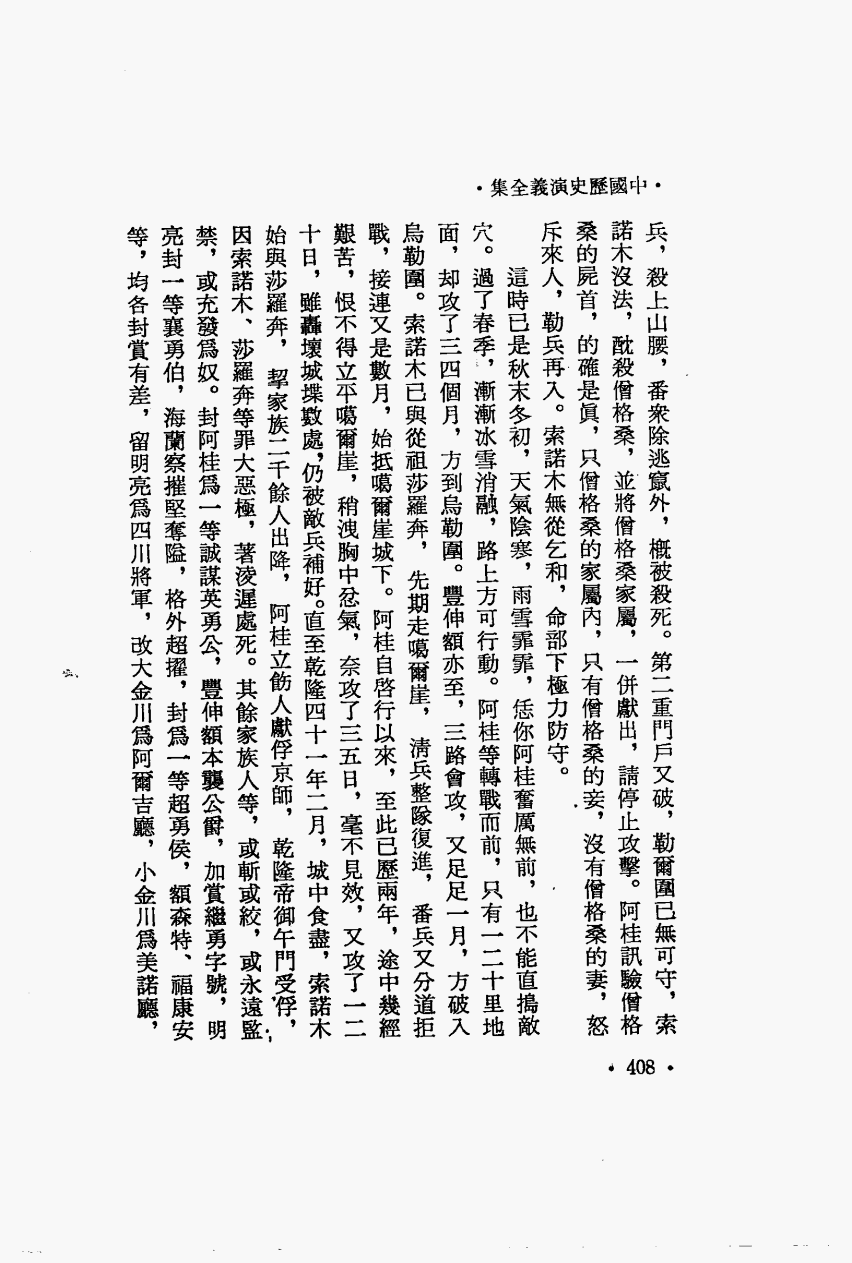 ·中國歷史演義全集·
兵，殺上山腰，番衆除逃竄外，概被殺死。第二重門戶又破，勒爾圍已無可守，索
諾木沒法，酖殺僧格桑，並將僧格桑家屬，一併獻出，請停止攻擊。阿桂訊驗僧格
桑的屍首，的確是眞，只僧格桑的家屬內，只有僧格桑的妾，沒有僧格桑的妻，怒
斥來人，勒兵再入。索諾木無從乞和，命部下極力防守。
這時已是秋末冬初，天氣陰寒，雨雪霏霏，恁你阿桂奮厲無前，也不能直搗敵
穴。過了春季，漸漸冰雪消融，路上方可行動。阿桂等轉戰而前，只有一二十里地
面，却攻了三四個月，方到烏勒圍。豐伸額亦至，三路會攻，又足足一月，方破入
烏勒圍。索諾木已與從祖莎羅奔，先期走噶爾崖，淸兵整隊復進，番兵又分道拒
戰，接連又是數月，始抵噶爾崖城下。阿桂自啓行以來，至此已歷兩年，途中幾經
艱苦，恨不得立平噶爾崖，稍洩胸中忿氣，奈攻了三五日，毫不見效，又攻了一二
十日，雖轟壞城堞數處，仍被敵兵補好。直至乾隆四十一年二月，城中食盡，索諾木
始與莎羅奔，挈家族二千餘人出降，阿桂立飭人獻俘京師，乾隆帝御午門受俘，
因索諾木、莎羅奔等罪大惡極，著淩遲處死。其餘家族人等，或斬或絞，或永遠監
禁，或充發爲奴。封阿桂爲一等誠謀英勇公，豐伸額本襲公爵，加賞繼勇字號，明
亮封一等襄勇伯，海蘭察摧堅奪隘，格外超擢，封爲一等超勇侯，額森特、福康安
等，均各封賞有差，留明亮爲四川將軍，改大金川爲阿爾吉廳，小金川爲美諾廳，
·408·